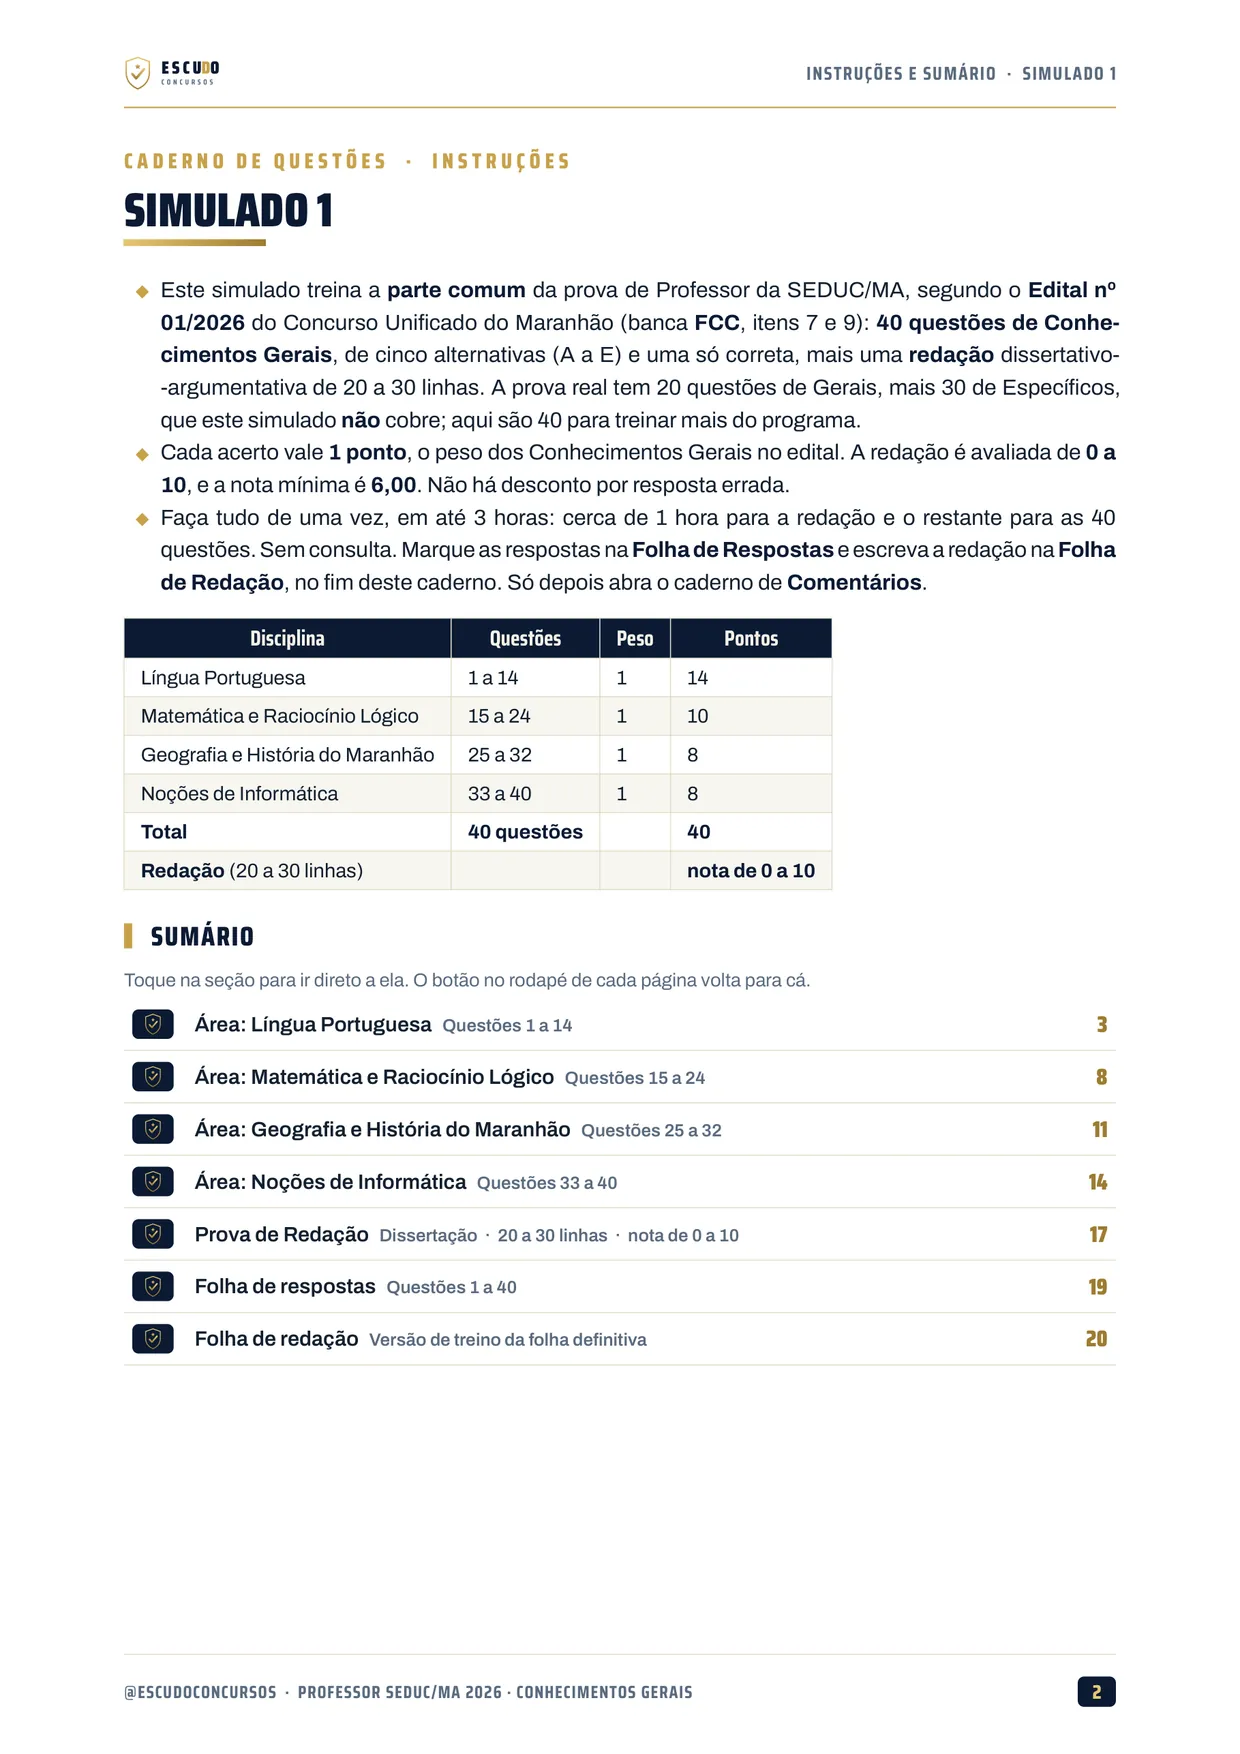 ESCUDO
CONCURSOS
INSTRUÇÕES E SUMÁRIO · SIMULADO 1
CADERNO DE QUESTÕES · INSTRUÇÕES
SIMULADO 1
◆ Este simulado treina a parte comum da prova de Professor da SEDUC/MA, segundo o Edital nº
01/2026 do Concurso Unificado do Maranhão (banca FCC, itens 7 e 9): 40 questões de Conhe-
cimentos Gerais, de cinco alternativas (A a E) e uma só correta, mais uma redação dissertativo-
-argumentativa de 20 a 30 linhas. A prova real tem 20 questões de Gerais, mais 30 de Específicos,
que este simulado não cobre; aqui são 40 para treinar mais do programa.
◆ Cada acerto vale 1 ponto, o peso dos Conhecimentos Gerais no edital. A redação é avaliada de 0 a
10, e a nota mínima é 6,00. Não há desconto por resposta errada.
◆ Faça tudo de uma vez, em até 3 horas: cerca de 1 hora para a redação e o restante para as 40
questões. Sem consulta. Marque as respostas na Folha de Respostas e escreva a redação na Folha
de Redação, no fim deste caderno. Só depois abra o caderno de Comentários.
Disciplina Questões Peso Pontos
Língua Portuguesa 1 a 14 1 14
Matemática e Raciocínio Lógico 15 a 24 1 10
Geografia e História do Maranhão 25 a 32 1 8
Noções de Informática 33 a 40 1 8
Total 40 questões 40
Redação (20 a 30 linhas) nota de 0 a 10
SUMÁRIO
Toque na seção para ir direto a ela. O botão no rodapé de cada página volta para cá.
Área: Língua Portuguesa Questões 1 a 14 3
Área: Matemática e Raciocínio Lógico Questões 15 a 24 8
Área: Geografia e História do Maranhão Questões 25 a 32 11
Área: Noções de Informática Questões 33 a 40 14
Prova de Redação Dissertação · 20 a 30 linhas · nota de 0 a 10 17
Folha de respostas Questões 1 a 40 19
Folha de redação Versão de treino da folha definitiva 20
@ESCUDOCONCURSOS · PROFESSOR SEDUC/MA 2026 · CONHECIMENTOS GERAIS 2